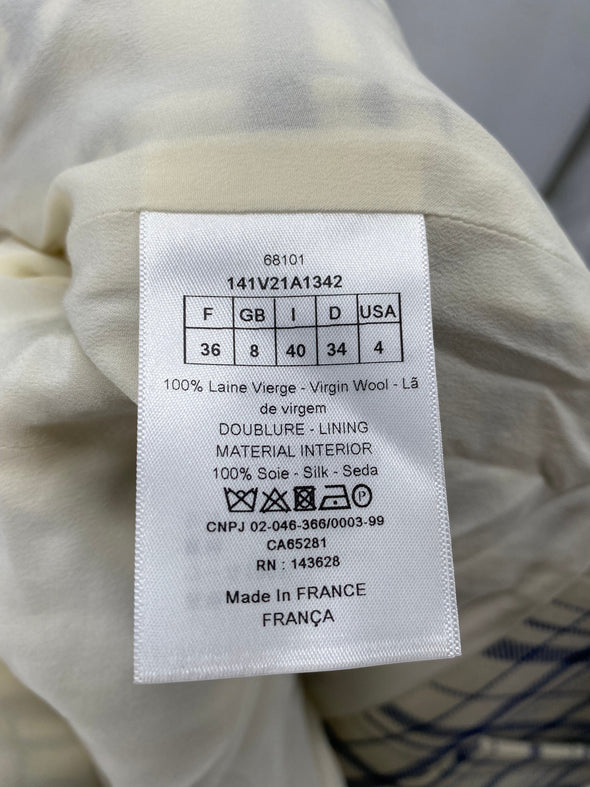 68101
141V21A1342
F GB I D USA
36 8 40 34 4
100% Laine Vierge - Virgin Wool - Lã
de virgem
DOUBLURE - LINING
MATERIAL INTERIOR
100% Soie - Silk - Seda
P
CNPJ 02-046-366/0003-99
CA65281
RN : 143628
Made In FRANCE
FRANÇA